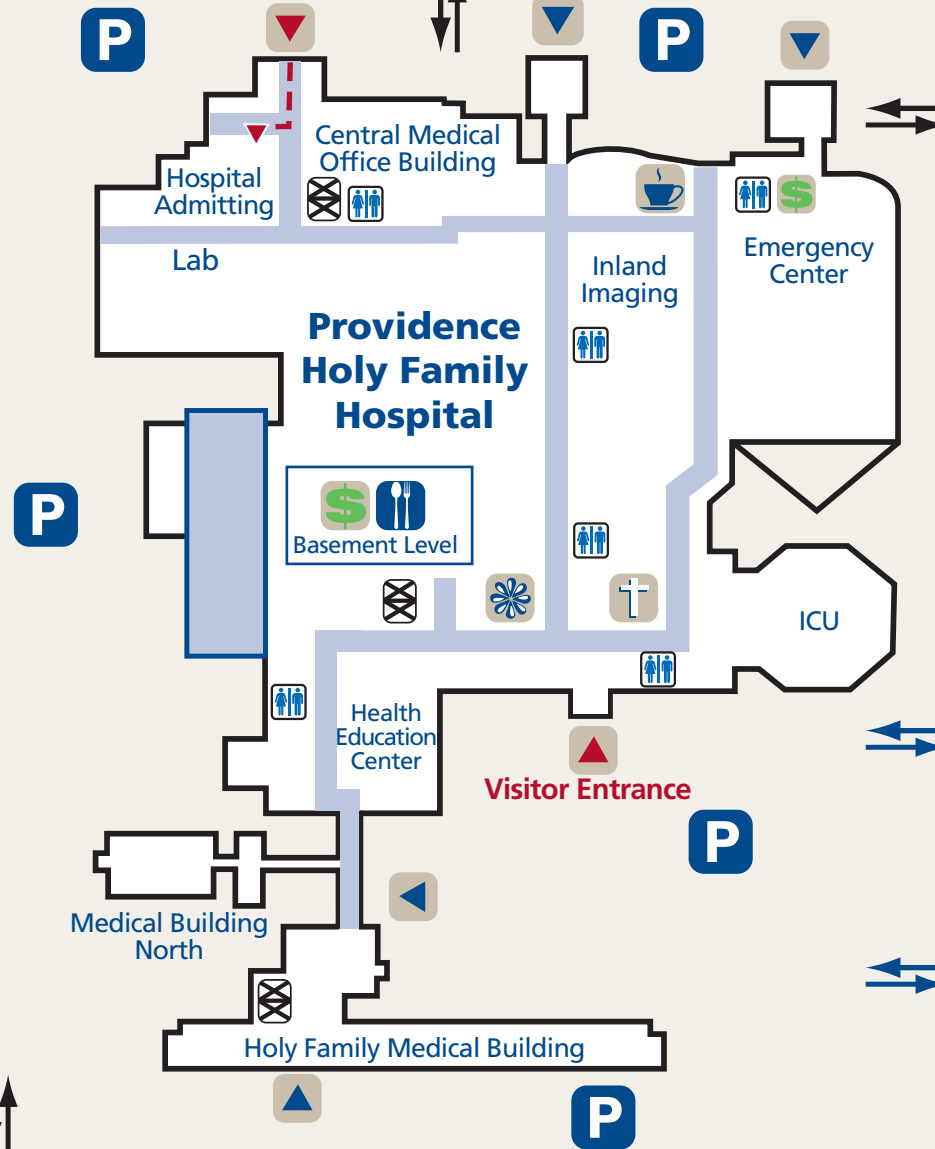 P
P
Central Medical
Office Building
Hospital
Admitting
$
Emergency
Center
Lab
Inland
Imaging
Providence
Holy Family
Hospital
P
$
Basement Level
ICU
Health
Education
Center
Visitor Entrance
P
Medical Building
North
Holy Family Medical Building
P